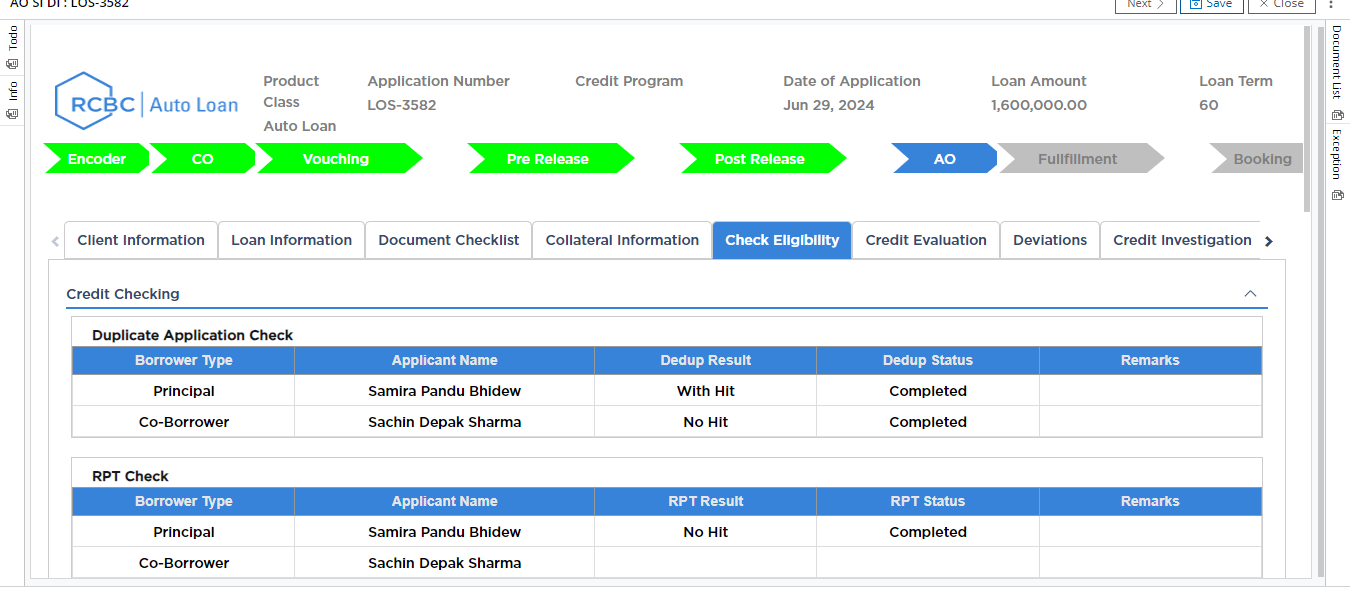 AO SI DI : LOS-3582
Next
Save
Close
Todo
Info
Document List
Exception
RCBC | Auto Loan
Product Class
Auto Loan
Application Number
LOS-3582
Credit Program
Date of Application
Jun 29, 2024
Loan Amount
1,600,000.00
Loan Term
60
Encoder CO Vouching Pre Release Post Release AO Fullfillment Booking
Client Information Loan Information Document Checklist Collateral Information Check Eligibility Credit Evaluation Deviations Credit Investigation
Credit Checking
Duplicate Application Check
Borrower Type Applicant Name Dedup Result Dedup Status Remarks
Principal Samira Pandu Bhidew With Hit Completed
Co-Borrower Sachin Depak Sharma No Hit Completed
RPT Check
Borrower Type Applicant Name RPT Result RPT Status Remarks
Principal Samira Pandu Bhidew No Hit Completed
Co-Borrower Sachin Depak Sharma